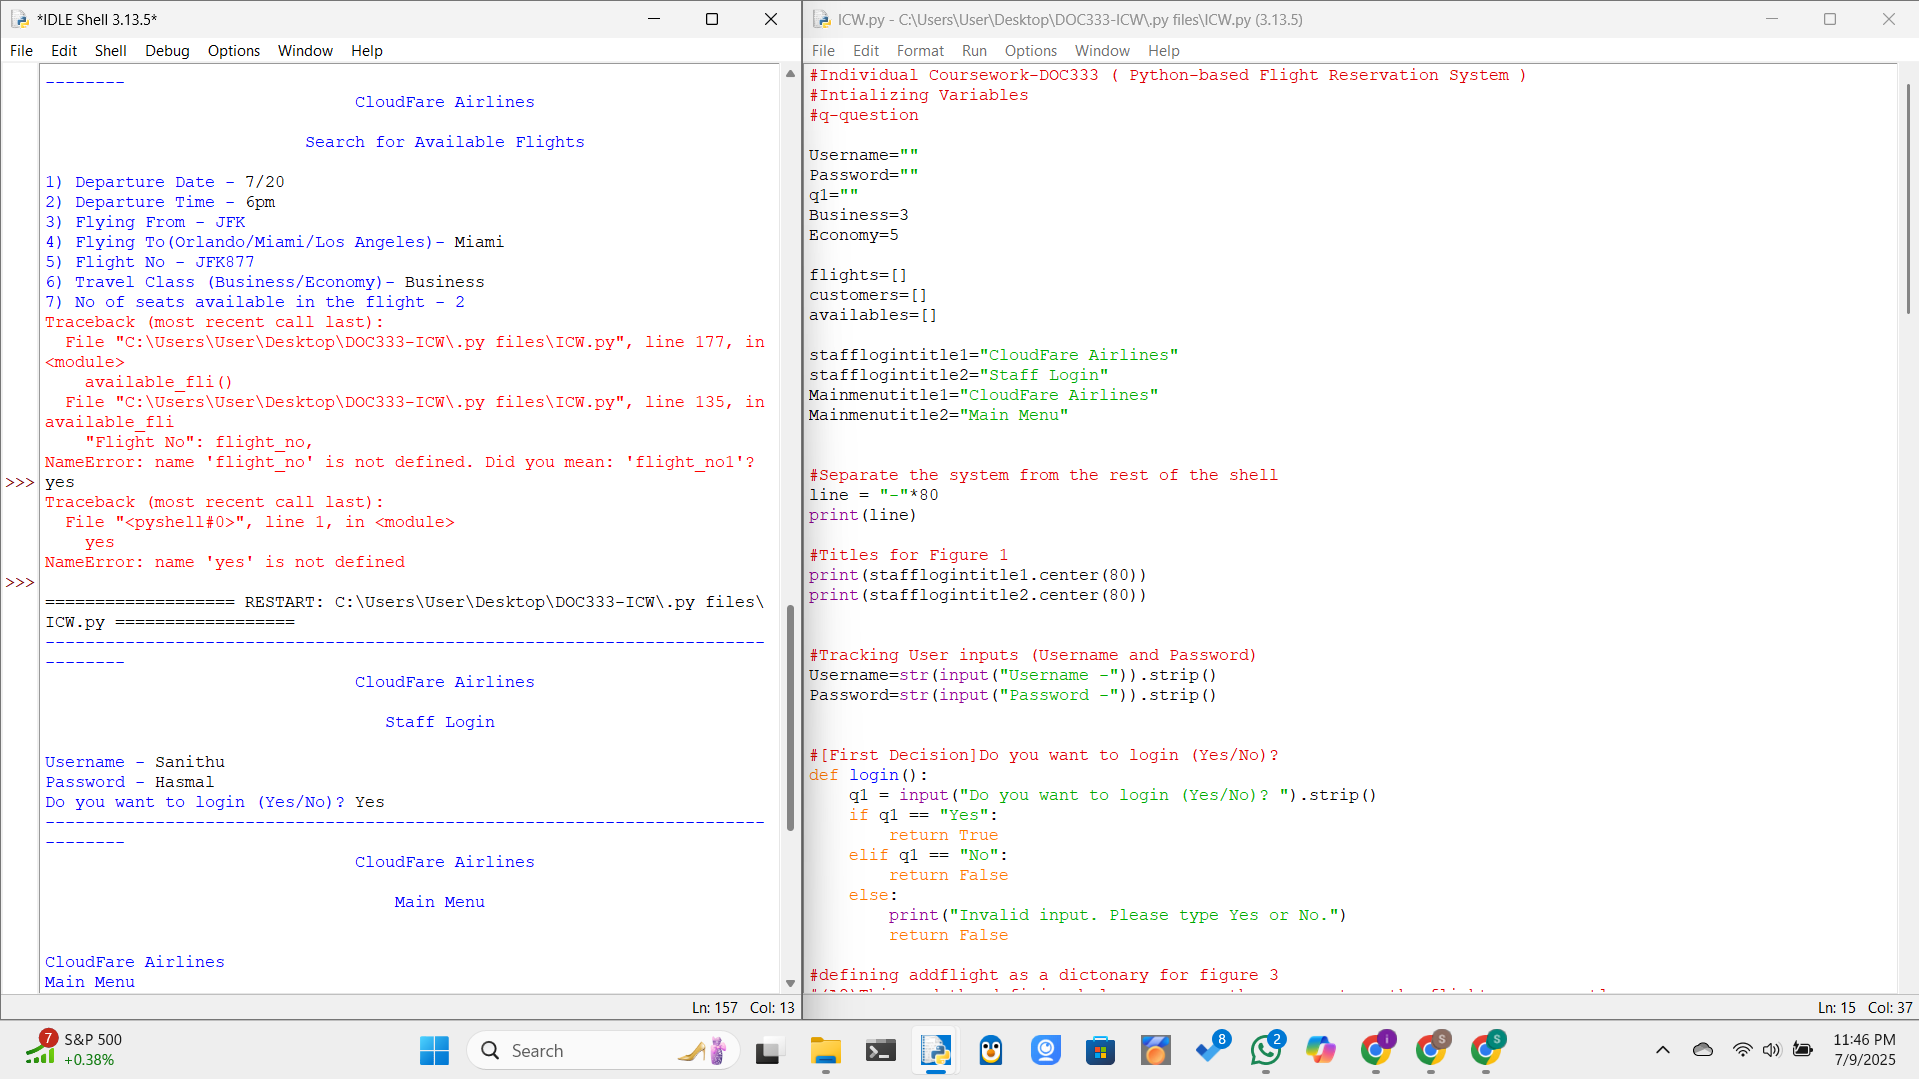 *IDLE Shell 3.13.5*
File Edit Shell Debug Options Window Help
--------
CloudFare Airlines
Search for Available Flights
1) Departure Date - 7/20
2) Departure Time - 6pm
3) Flying From - JFK
4) Flying To(Orlando/Miami/Los Angeles)- Miami
5) Flight No - JFK877
6) Travel Class (Business/Economy)- Business
7) No of seats available in the flight - 2
Traceback (most recent call last):
File "C:\Users\User\Desktop\DOC333-ICW\.py files\ICW.py", line 177, in
<module>
available_fli()
File "C:\Users\User\Desktop\DOC333-ICW\.py files\ICW.py", line 135, in
available_fli
"Flight No": flight_no,
NameError: name 'flight_no' is not defined. Did you mean: 'flight_no1'?
>>> yes
Traceback (most recent call last):
File "<pyshell#0>", line 1, in <module>
yes
NameError: name 'yes' is not defined
>>>
=================== RESTART: C:\Users\User\Desktop\DOC333-ICW\.py files\
ICW.py ==================
------------------------------------------------------------------------
--------
CloudFare Airlines
Staff Login
Username - Sanithu
Password - Hasmal
Do you want to login (Yes/No)? Yes
------------------------------------------------------------------------
--------
CloudFare Airlines
Main Menu
CloudFare Airlines
Main Menu
Ln: 157 Col: 13
ICW.py - C:\Users\User\Desktop\DOC333-ICW\.py files\ICW.py (3.13.5)
File Edit Format Run Options Window Help
#Individual Coursework-DOC333 ( Python-based Flight Reservation System )
#Intializing Variables
#q-question
Username=""
Password=""
q1=""
Business=3
Economy=5
flights=[]
customers=[]
availables=[]
stafflogintitle1="CloudFare Airlines"
stafflogintitle2="Staff Login"
Mainmenutitle1="CloudFare Airlines"
Mainmenutitle2="Main Menu"
#Separate the system from the rest of the shell
line = "-"*80
print(line)
#Titles for Figure 1
print(stafflogintitle1.center(80))
print(stafflogintitle2.center(80))
#Tracking User inputs (Username and Password)
Username=str(input("Username -")).strip()
Password=str(input("Password -")).strip()
#[First Decision]Do you want to login (Yes/No)?
def login():
q1 = input("Do you want to login (Yes/No)? ").strip()
if q1 == "Yes":
return True
elif q1 == "No":
return False
else:
print("Invalid input. Please type Yes or No.")
return False
#defining addflight as a dictonary for figure 3
Ln: 15 Col: 37
7
S&P 500
+0.38%
Search
8
2
i
S
S
11:46 PM
7/9/2025